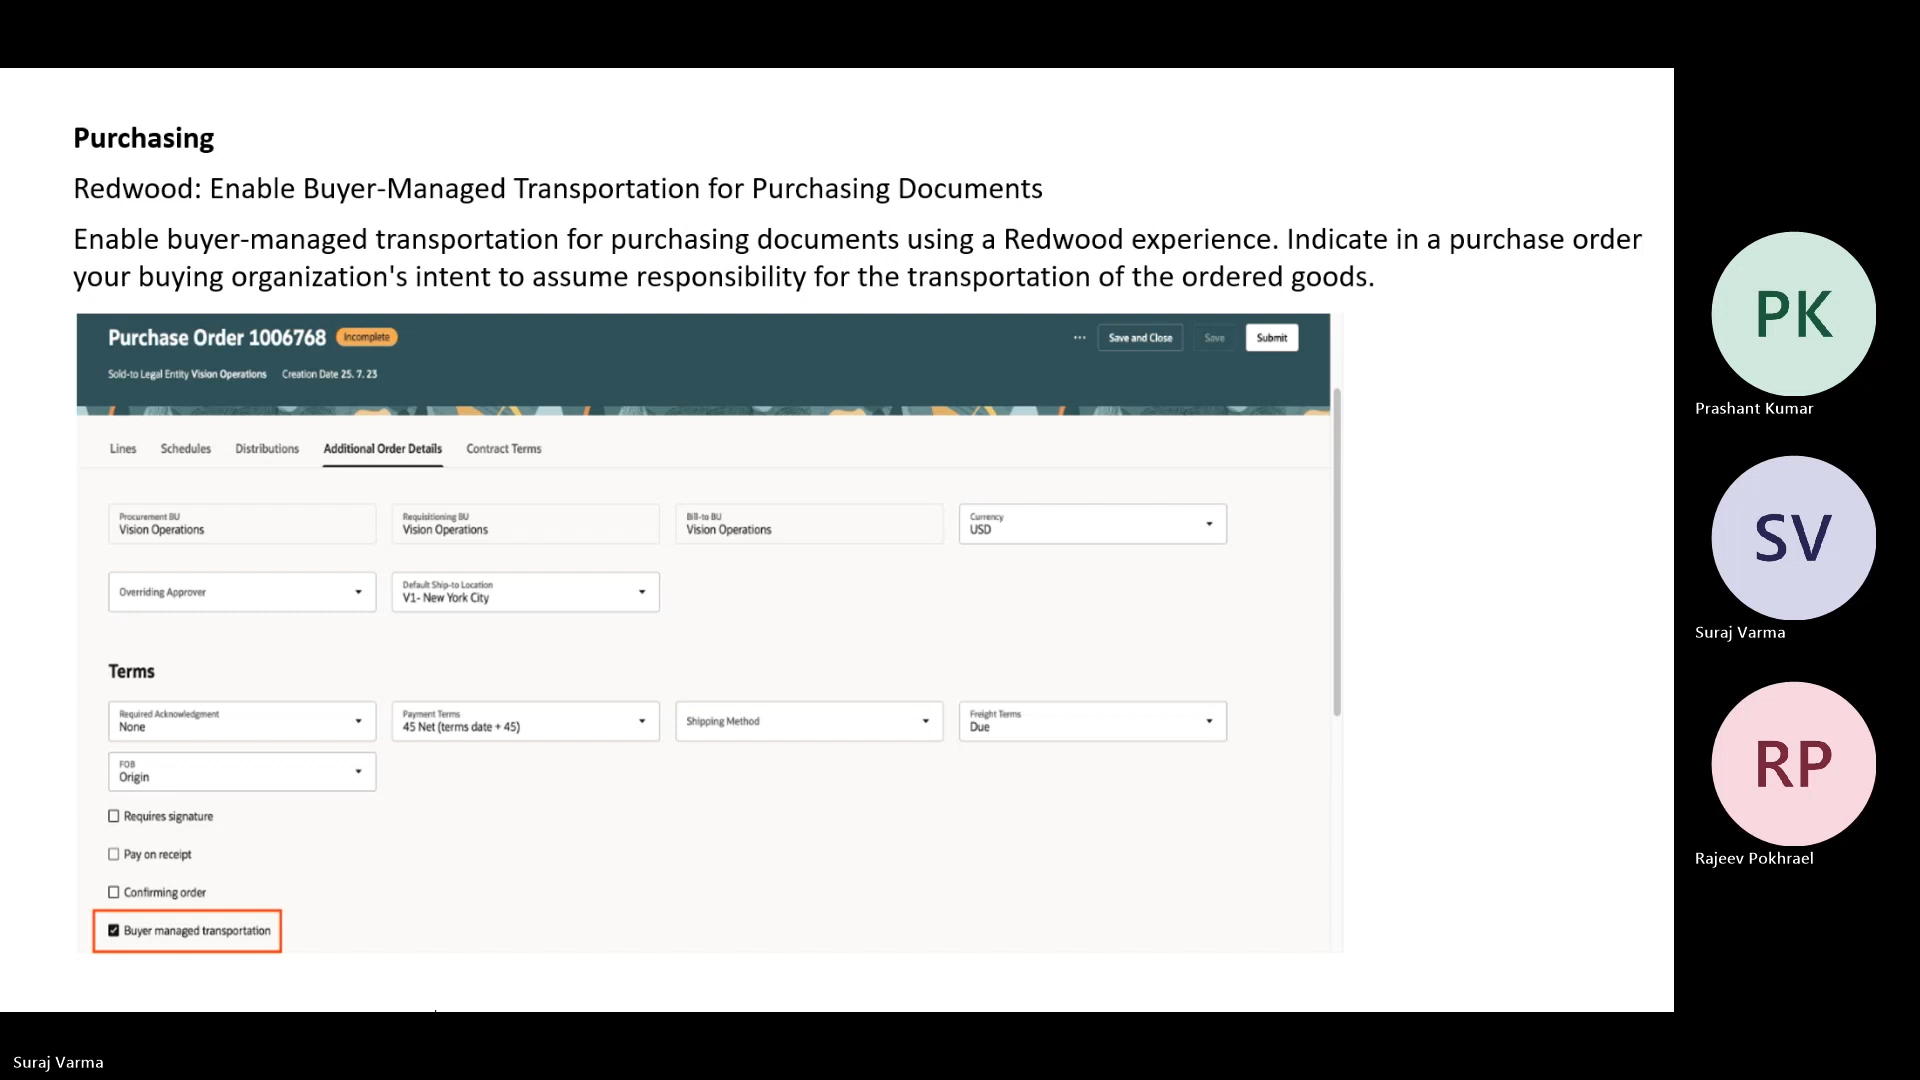 Purchasing
Redwood: Enable Buyer-Managed Transportation for Purchasing Documents
Enable buyer-managed transportation for purchasing documents using a Redwood experience. Indicate in a purchase order
your buying organization's intent to assume responsibility for the transportation of the ordered goods.
Purchase Order 1006768 Incomplete ... Save and Close Save Submit
Sold-to Legal Entity Vision Operations Creation Date 25. 7. 23
Lines Schedules Distributions Additional Order Details Contract Terms
Procurement BU Requisitioning BU Bill-to BU Currency
Vision Operations Vision Operations Vision Operations USD
Overriding Approver Default Ship-to Location
V1- New York City
Terms
Required Acknowledgment Payment Terms Shipping Method Freight Terms
None 45 Net (terms date + 45) Due
FOB
Origin
Requires signature
Pay on receipt
Confirming order
Buyer managed transportation
PK
Prashant Kumar
SV
Suraj Varma
RP
Rajeev Pokhrael
Suraj Varma